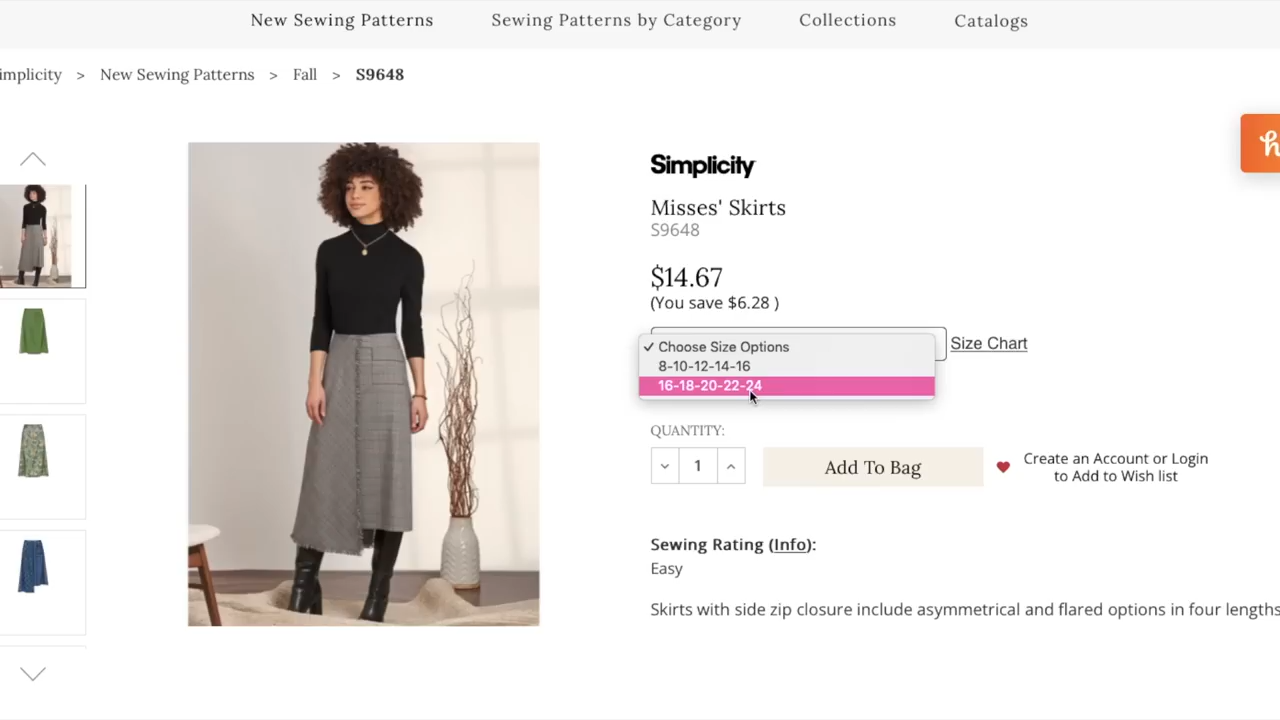 New Sewing Patterns Sewing Patterns by Category Collections Catalogs
implicity > New Sewing Patterns > Fall > S9648
Simplicity
Misses' Skirts
S9648
$14.67
(You save $6.28 )
✓ Choose Size Options
8-10-12-14-16
16-18-20-22-24
Size Chart
QUANTITY:
1
Add To Bag
Create an Account or Login
to Add to Wish list
Sewing Rating (Info):
Easy
Skirts with side zip closure include asymmetrical and flared options in four lengths